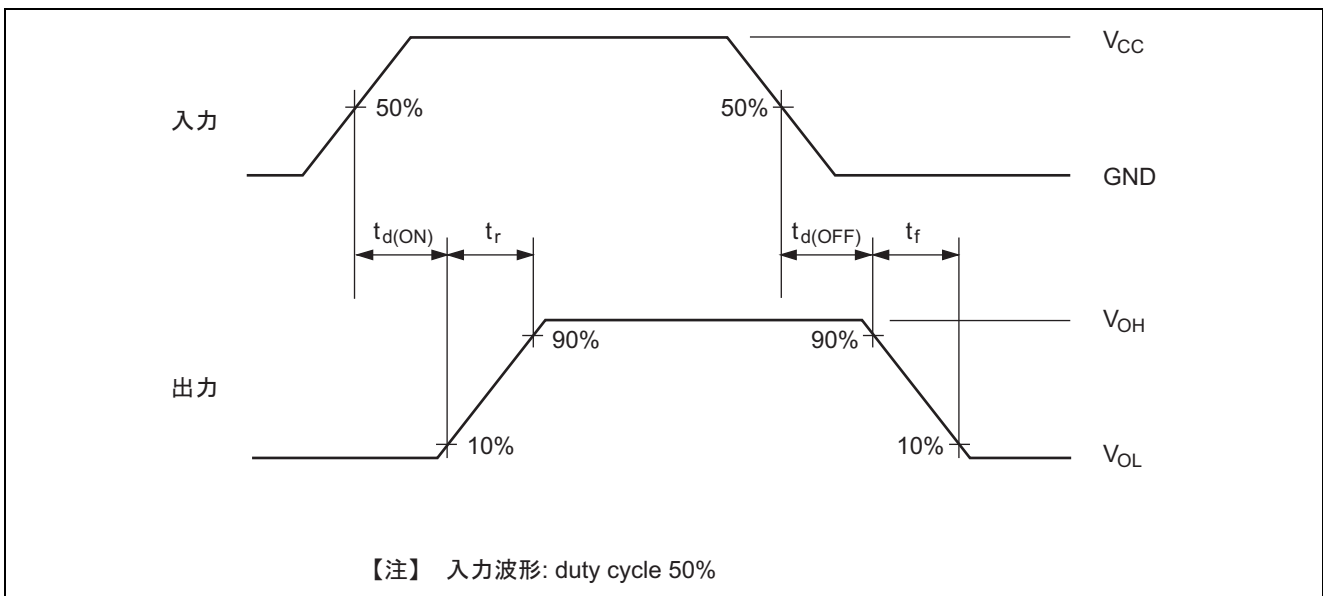 V_CC
50%
50%
入力
GND
t_d(ON)
t_r
t_d(OFF)
t_f
V_OH
90%
90%
出力
10%
10%
V_OL
【注】 入力波形: duty cycle 50%